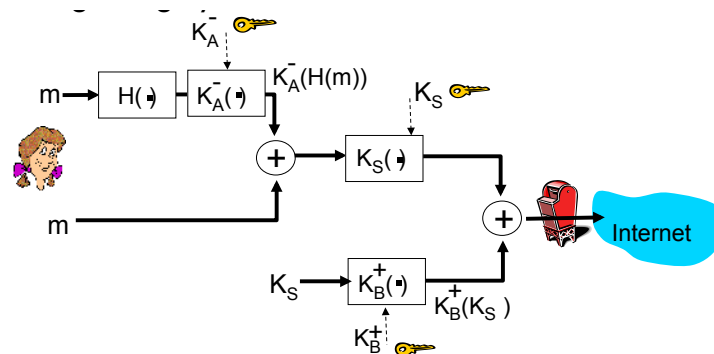 K_A^-
K_A^-(H(m))
m
H(·)
K_A^-(·)
K_S
+
K_S(·)
m
+
Internet
K_S
K_B^+(·)
K_B^+(K_S )
K_B^+